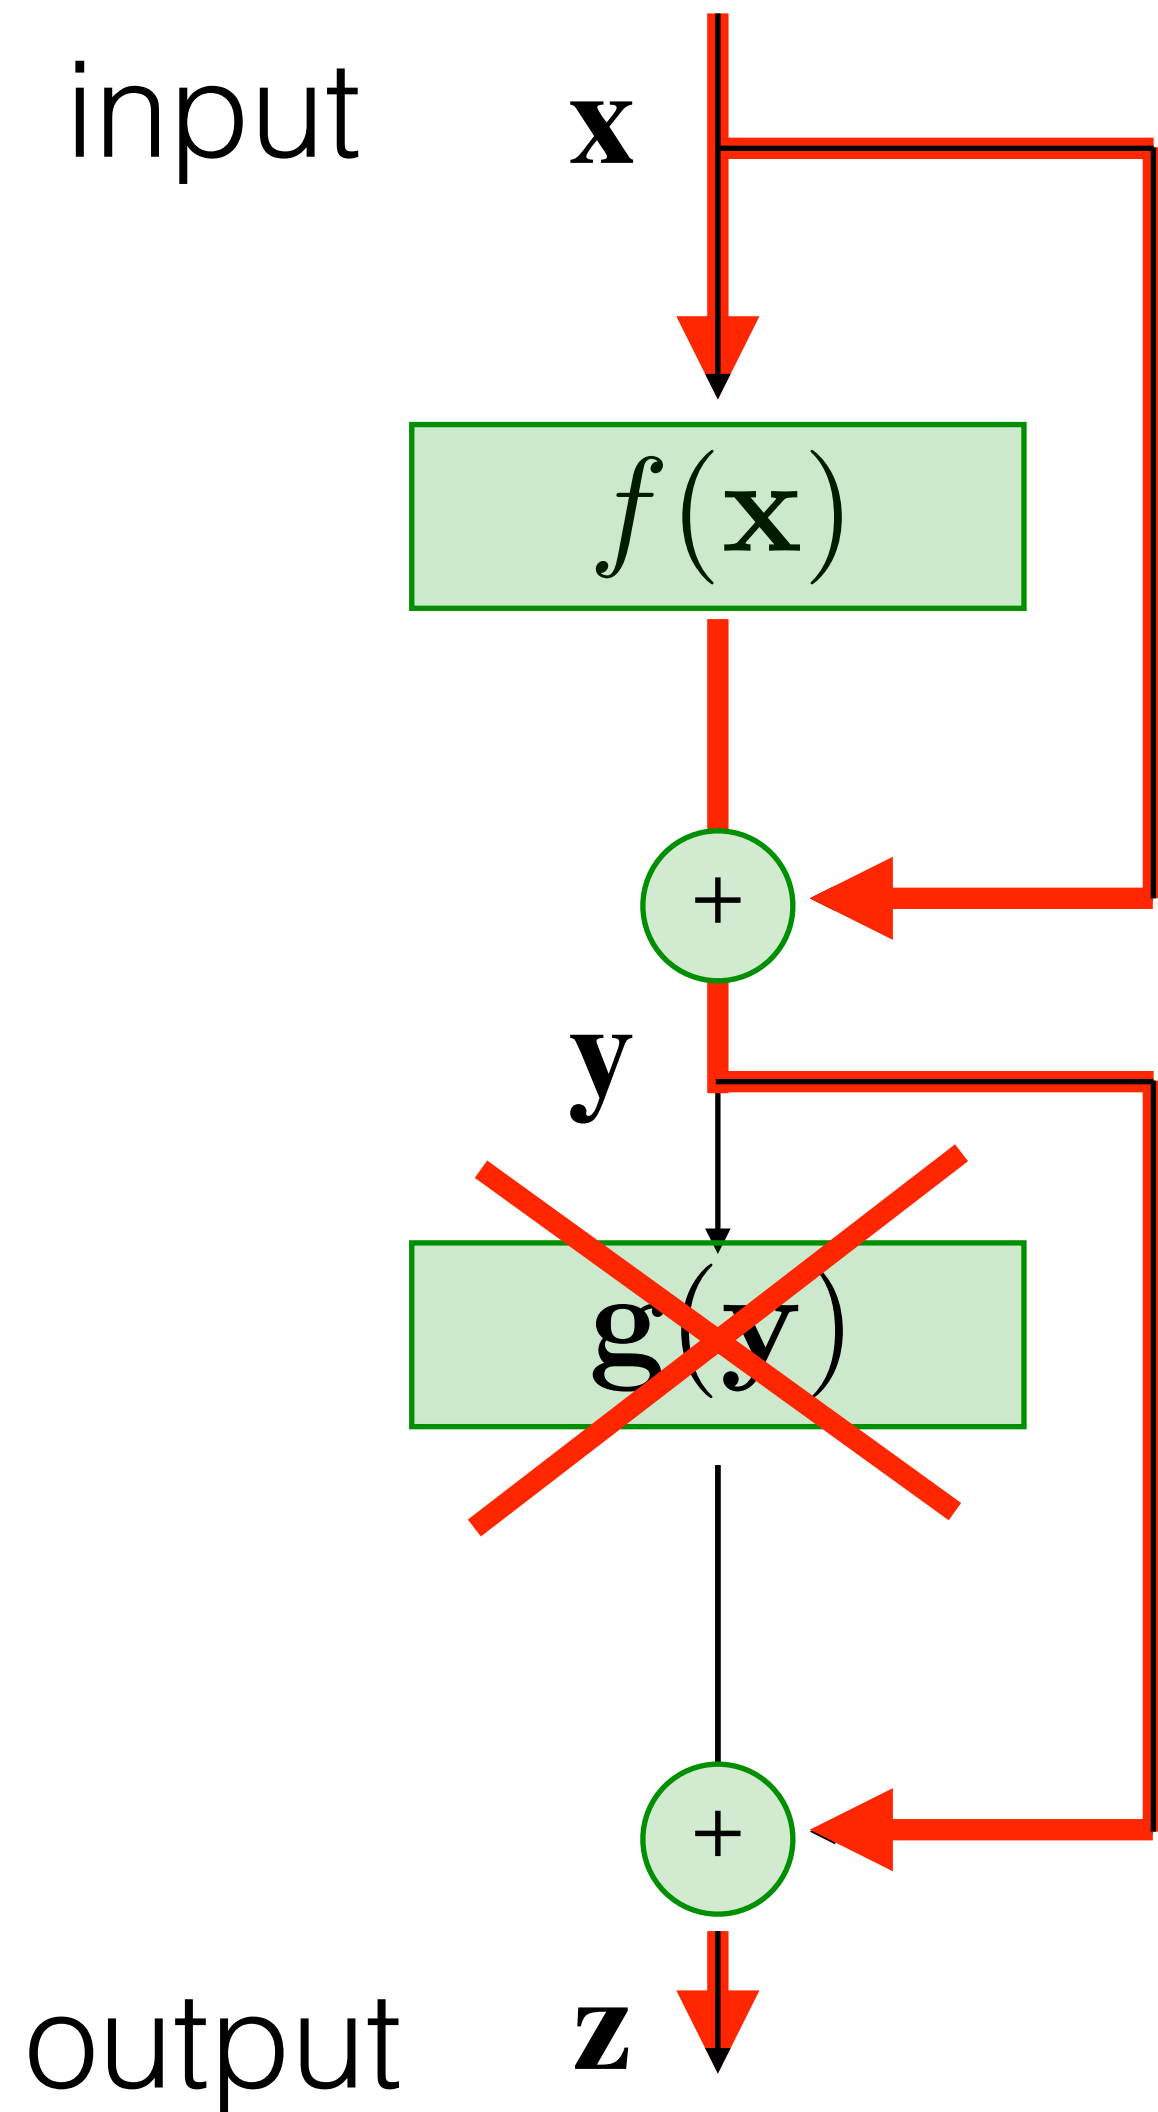 input x
f(x)
+
y
g(y)
+
output z